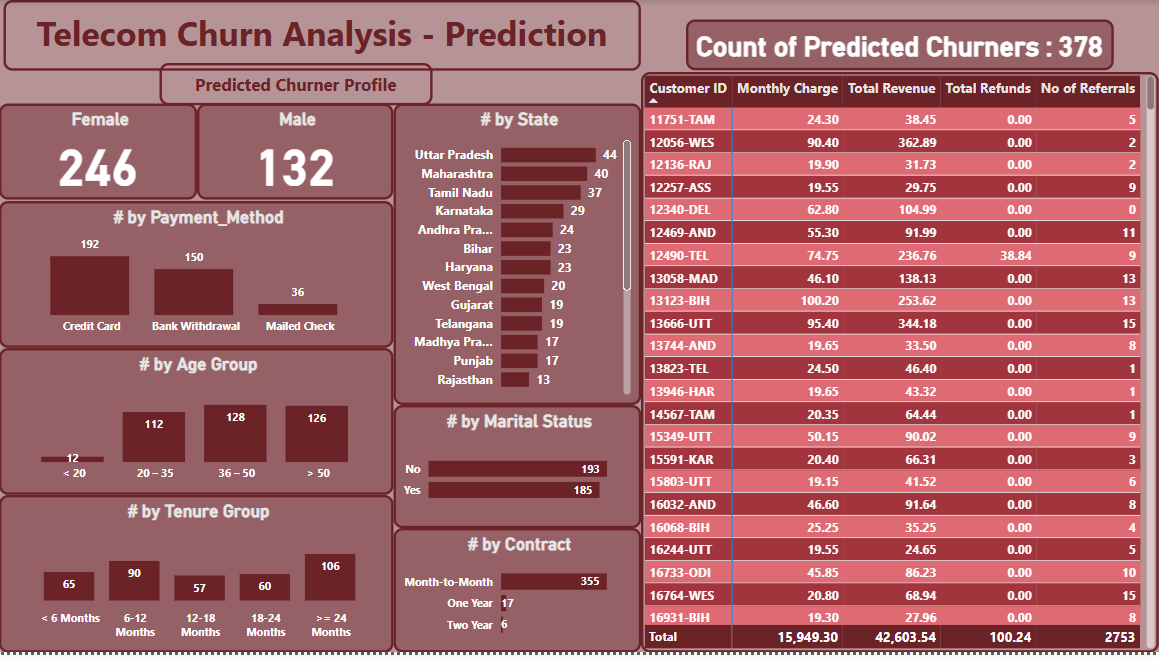 Telecom Churn Analysis - Prediction
Count of Predicted Churners : 378
Predicted Churner Profile
Female
246
Male
132
# by Payment_Method
192
150
36
Credit Card Bank Withdrawal Mailed Check
# by Age Group
12 112 128 126
< 20 20 – 35 36 – 50 > 50
# by Tenure Group
65 90 57 60 106
< 6 Months 6-12 Months 12-18 Months 18-24 Months >= 24 Months
# by State
Uttar Pradesh 44
Maharashtra 40
Tamil Nadu 37
Karnataka 29
Andhra Pra... 24
Bihar 23
Haryana 23
West Bengal 20
Gujarat 19
Telangana 19
Madhya Pra... 17
Punjab 17
Rajasthan 13
# by Marital Status
No 193
Yes 185
# by Contract
Month-to-Month 355
One Year 17
Two Year 6
Customer ID Monthly Charge Total Revenue Total Refunds No of Referrals
11751-TAM 24.30 38.45 0.00 5
12056-WES 90.40 362.89 0.00 2
12136-RAJ 19.90 31.73 0.00 2
12257-ASS 19.55 29.75 0.00 9
12340-DEL 62.80 104.99 0.00 0
12469-AND 55.30 91.99 0.00 11
12490-TEL 74.75 236.76 38.84 9
13058-MAD 46.10 138.13 0.00 13
13123-BIH 100.20 253.62 0.00 13
13666-UTT 95.40 344.18 0.00 15
13744-AND 19.65 33.50 0.00 8
13823-TEL 24.50 46.40 0.00 1
13946-HAR 19.65 43.32 0.00 1
14567-TAM 20.35 64.44 0.00 1
15349-UTT 50.15 90.02 0.00 9
15591-KAR 20.40 66.31 0.00 3
15803-UTT 19.15 41.52 0.00 6
16032-AND 46.60 91.64 0.00 8
16068-BIH 25.25 35.25 0.00 4
16244-UTT 19.55 24.65 0.00 5
16733-ODI 45.85 86.23 0.00 10
16764-WES 20.80 68.94 0.00 15
16931-BIH 19.30 27.96 0.00 8
Total 15,949.30 42,603.54 100.24 2753